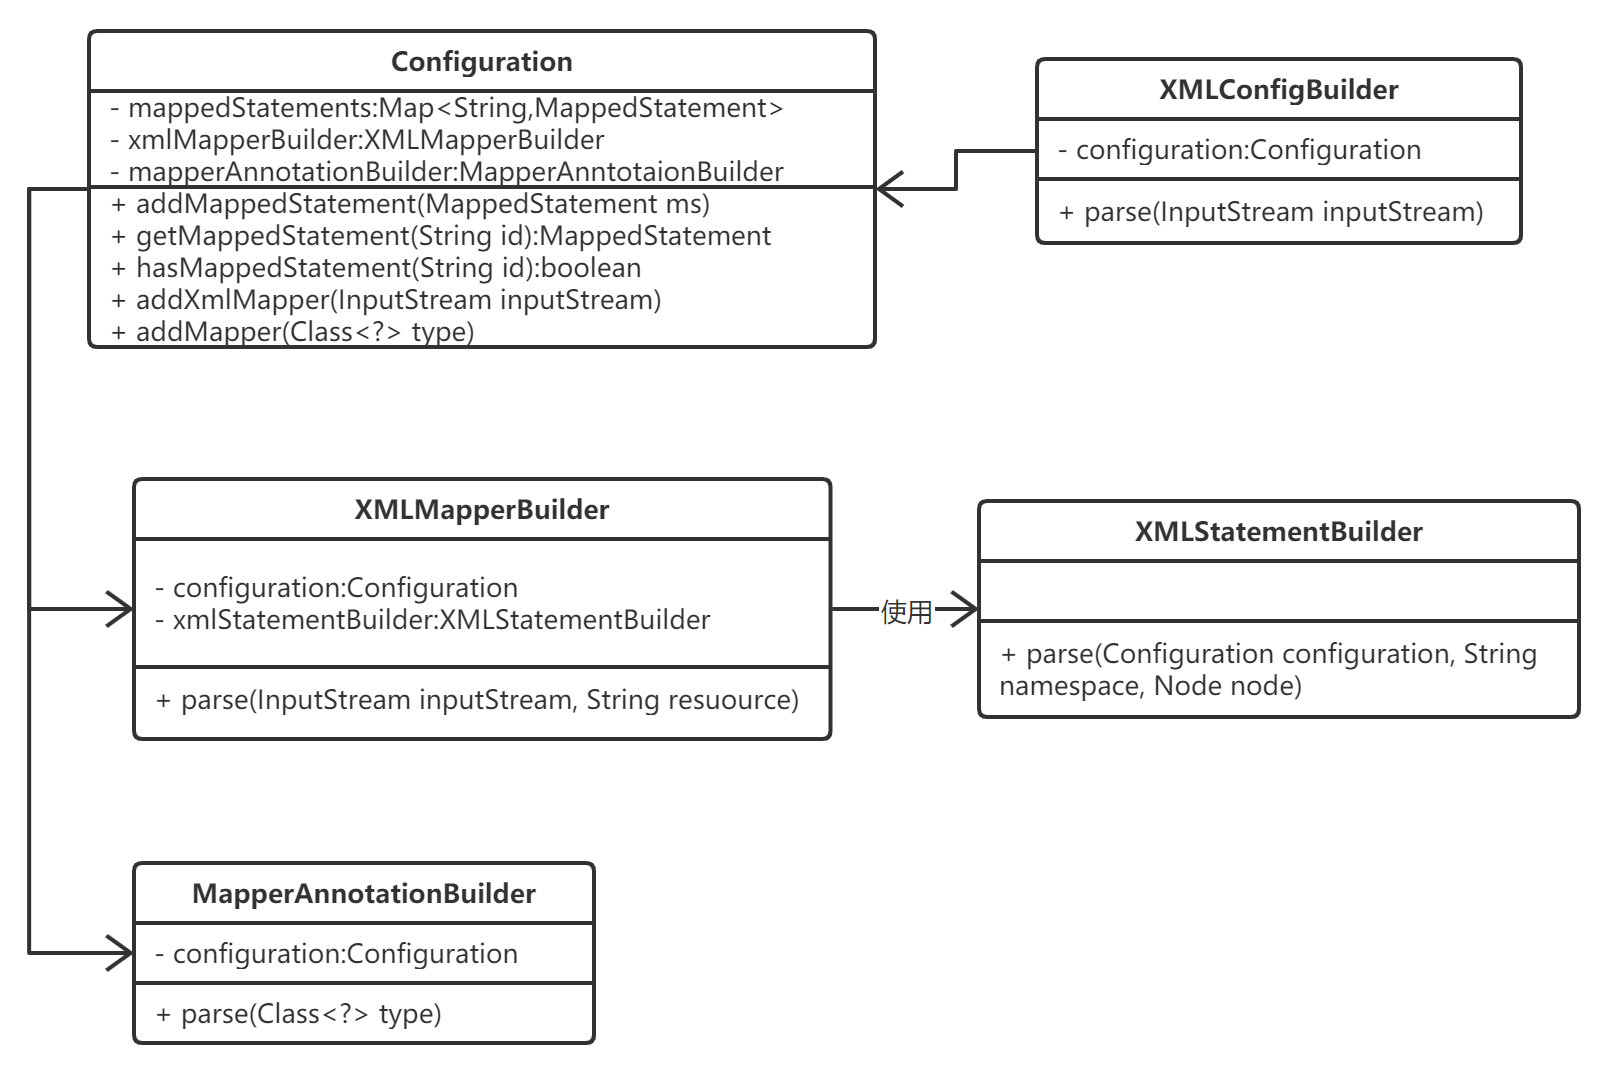 Configuration
- mappedStatements:Map<String,MappedStatement>
- xmlMapperBuilder:XMLMapperBuilder
- mapperAnnotationBuilder:MapperAnntotaionBuilder
+ addMappedStatement(MappedStatement ms)
+ getMappedStatement(String id):MappedStatement
+ hasMappedStatement(String id):boolean
+ addXmlMapper(InputStream inputStream)
+ addMapper(Class<?> type)
XMLConfigBuilder
- configuration:Configuration
+ parse(InputStream inputStream)
XMLMapperBuilder
- configuration:Configuration
- xmlStatementBuilder:XMLStatementBuilder
+ parse(InputStream inputStream, String resuource)
使用
XMLStatementBuilder
+ parse(Configuration configuration, String
namespace, Node node)
MapperAnnotationBuilder
- configuration:Configuration
+ parse(Class<?> type)